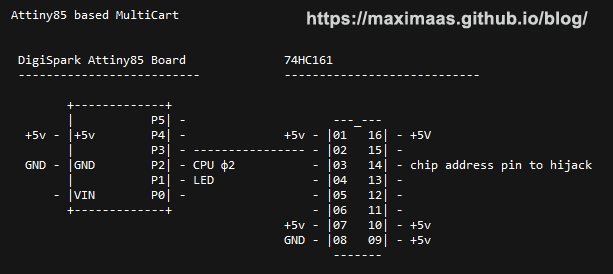 Attiny85 based MultiCart https://maximaas.github.io/blog/
DigiSpark Attiny85 Board 74HC161
--------------------------- -----------------------------
+-------------+
| P5| - ---_---
+5v - |+5v P4| - +5v - |01 16| - +5V
| P3| - ----------------- - |02 15| -
GND - |GND P2| - CPU ϕ2 - |03 14| - chip address pin to hijack
| P1| - LED - |04 13| -
- |VIN P0| - - |05 12| -
+-------------+ - |06 11| -
+5v - |07 10| - +5v
GND - |08 09| - +5v
-------